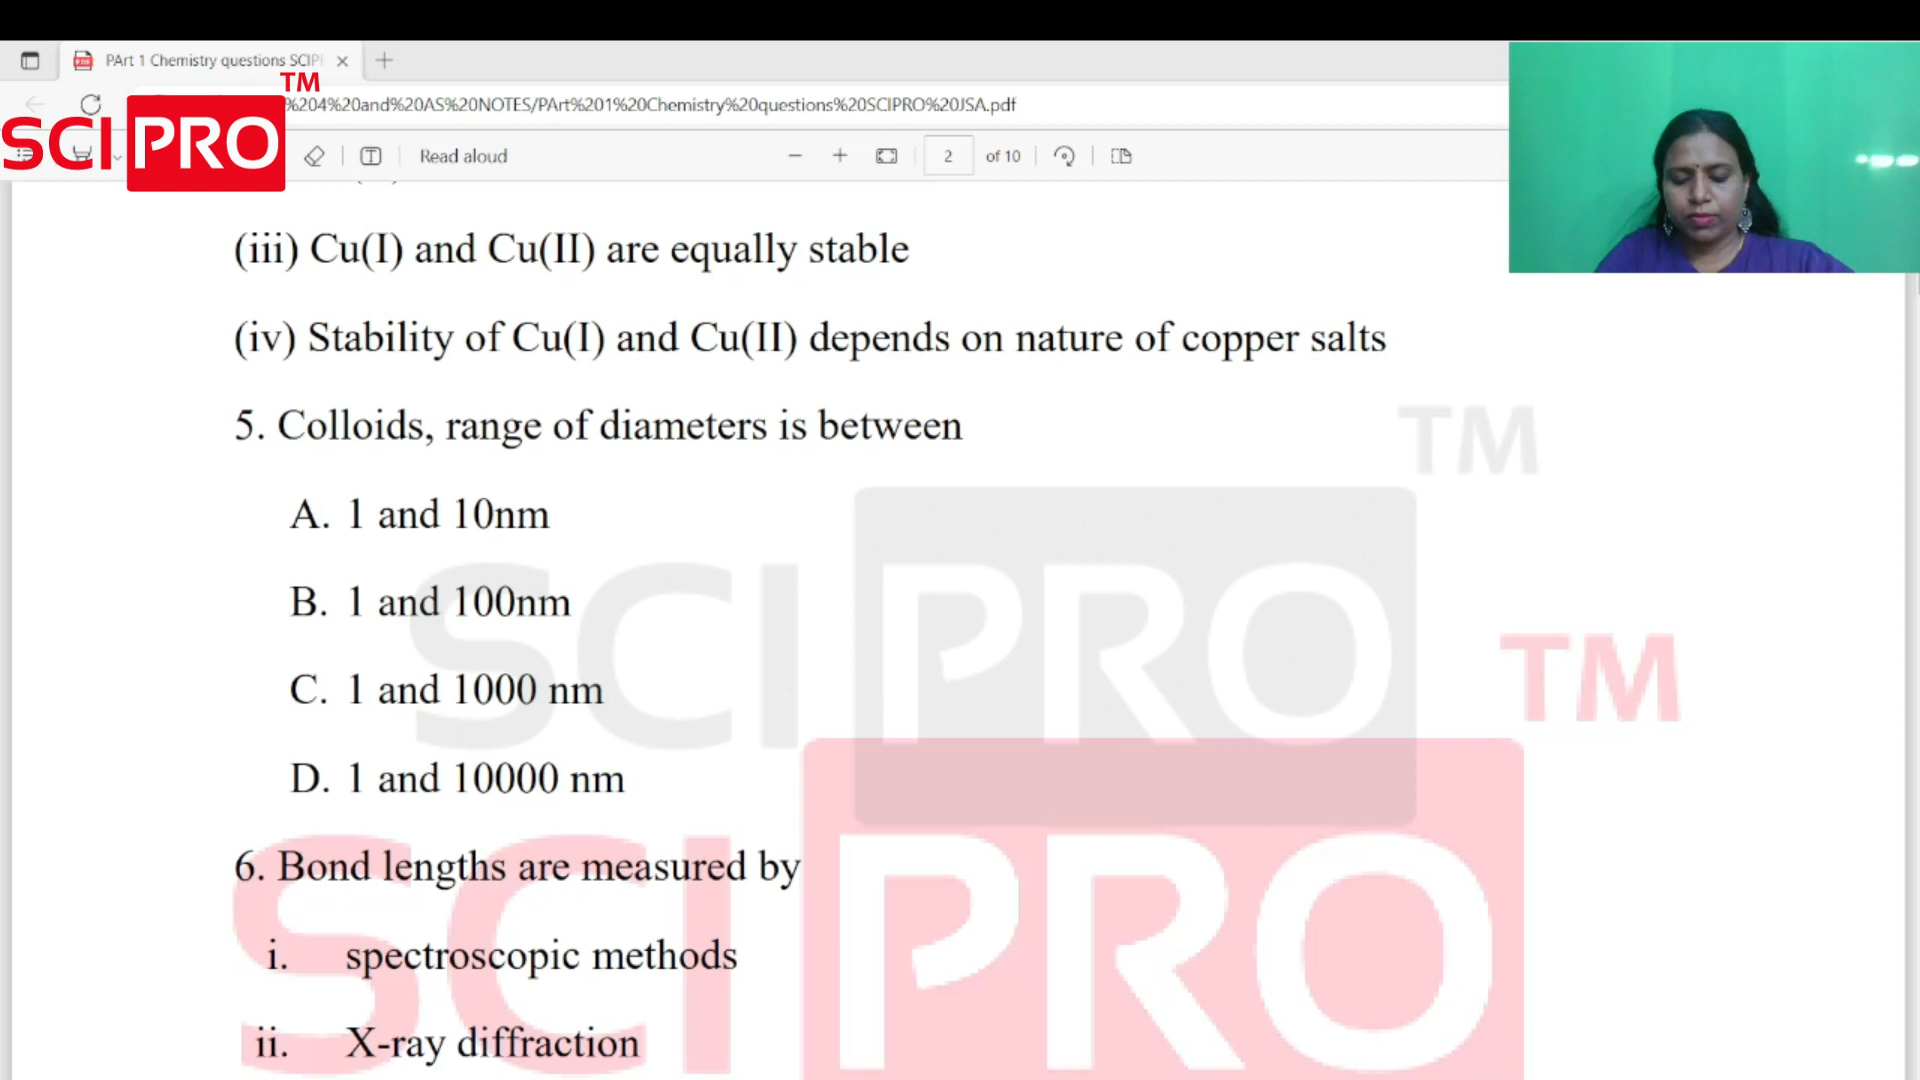 PArt 1 Chemistry questions SCIP
TM
SCI PRO
%204%20and%20AS%20NOTES/PArt%201%20Chemistry%20questions%20SCIPRO%20JSA.pdf
Read aloud
2 of 10
(iii) Cu(I) and Cu(II) are equally stable
(iv) Stability of Cu(I) and Cu(II) depends on nature of copper salts
5. Colloids, range of diameters is between
A. 1 and 10nm
B. 1 and 100nm
C. 1 and 1000 nm
D. 1 and 10000 nm
6. Bond lengths are measured by
i. spectroscopic methods
ii. X-ray diffraction
TM
SCI PRO
TM
SCI PRO